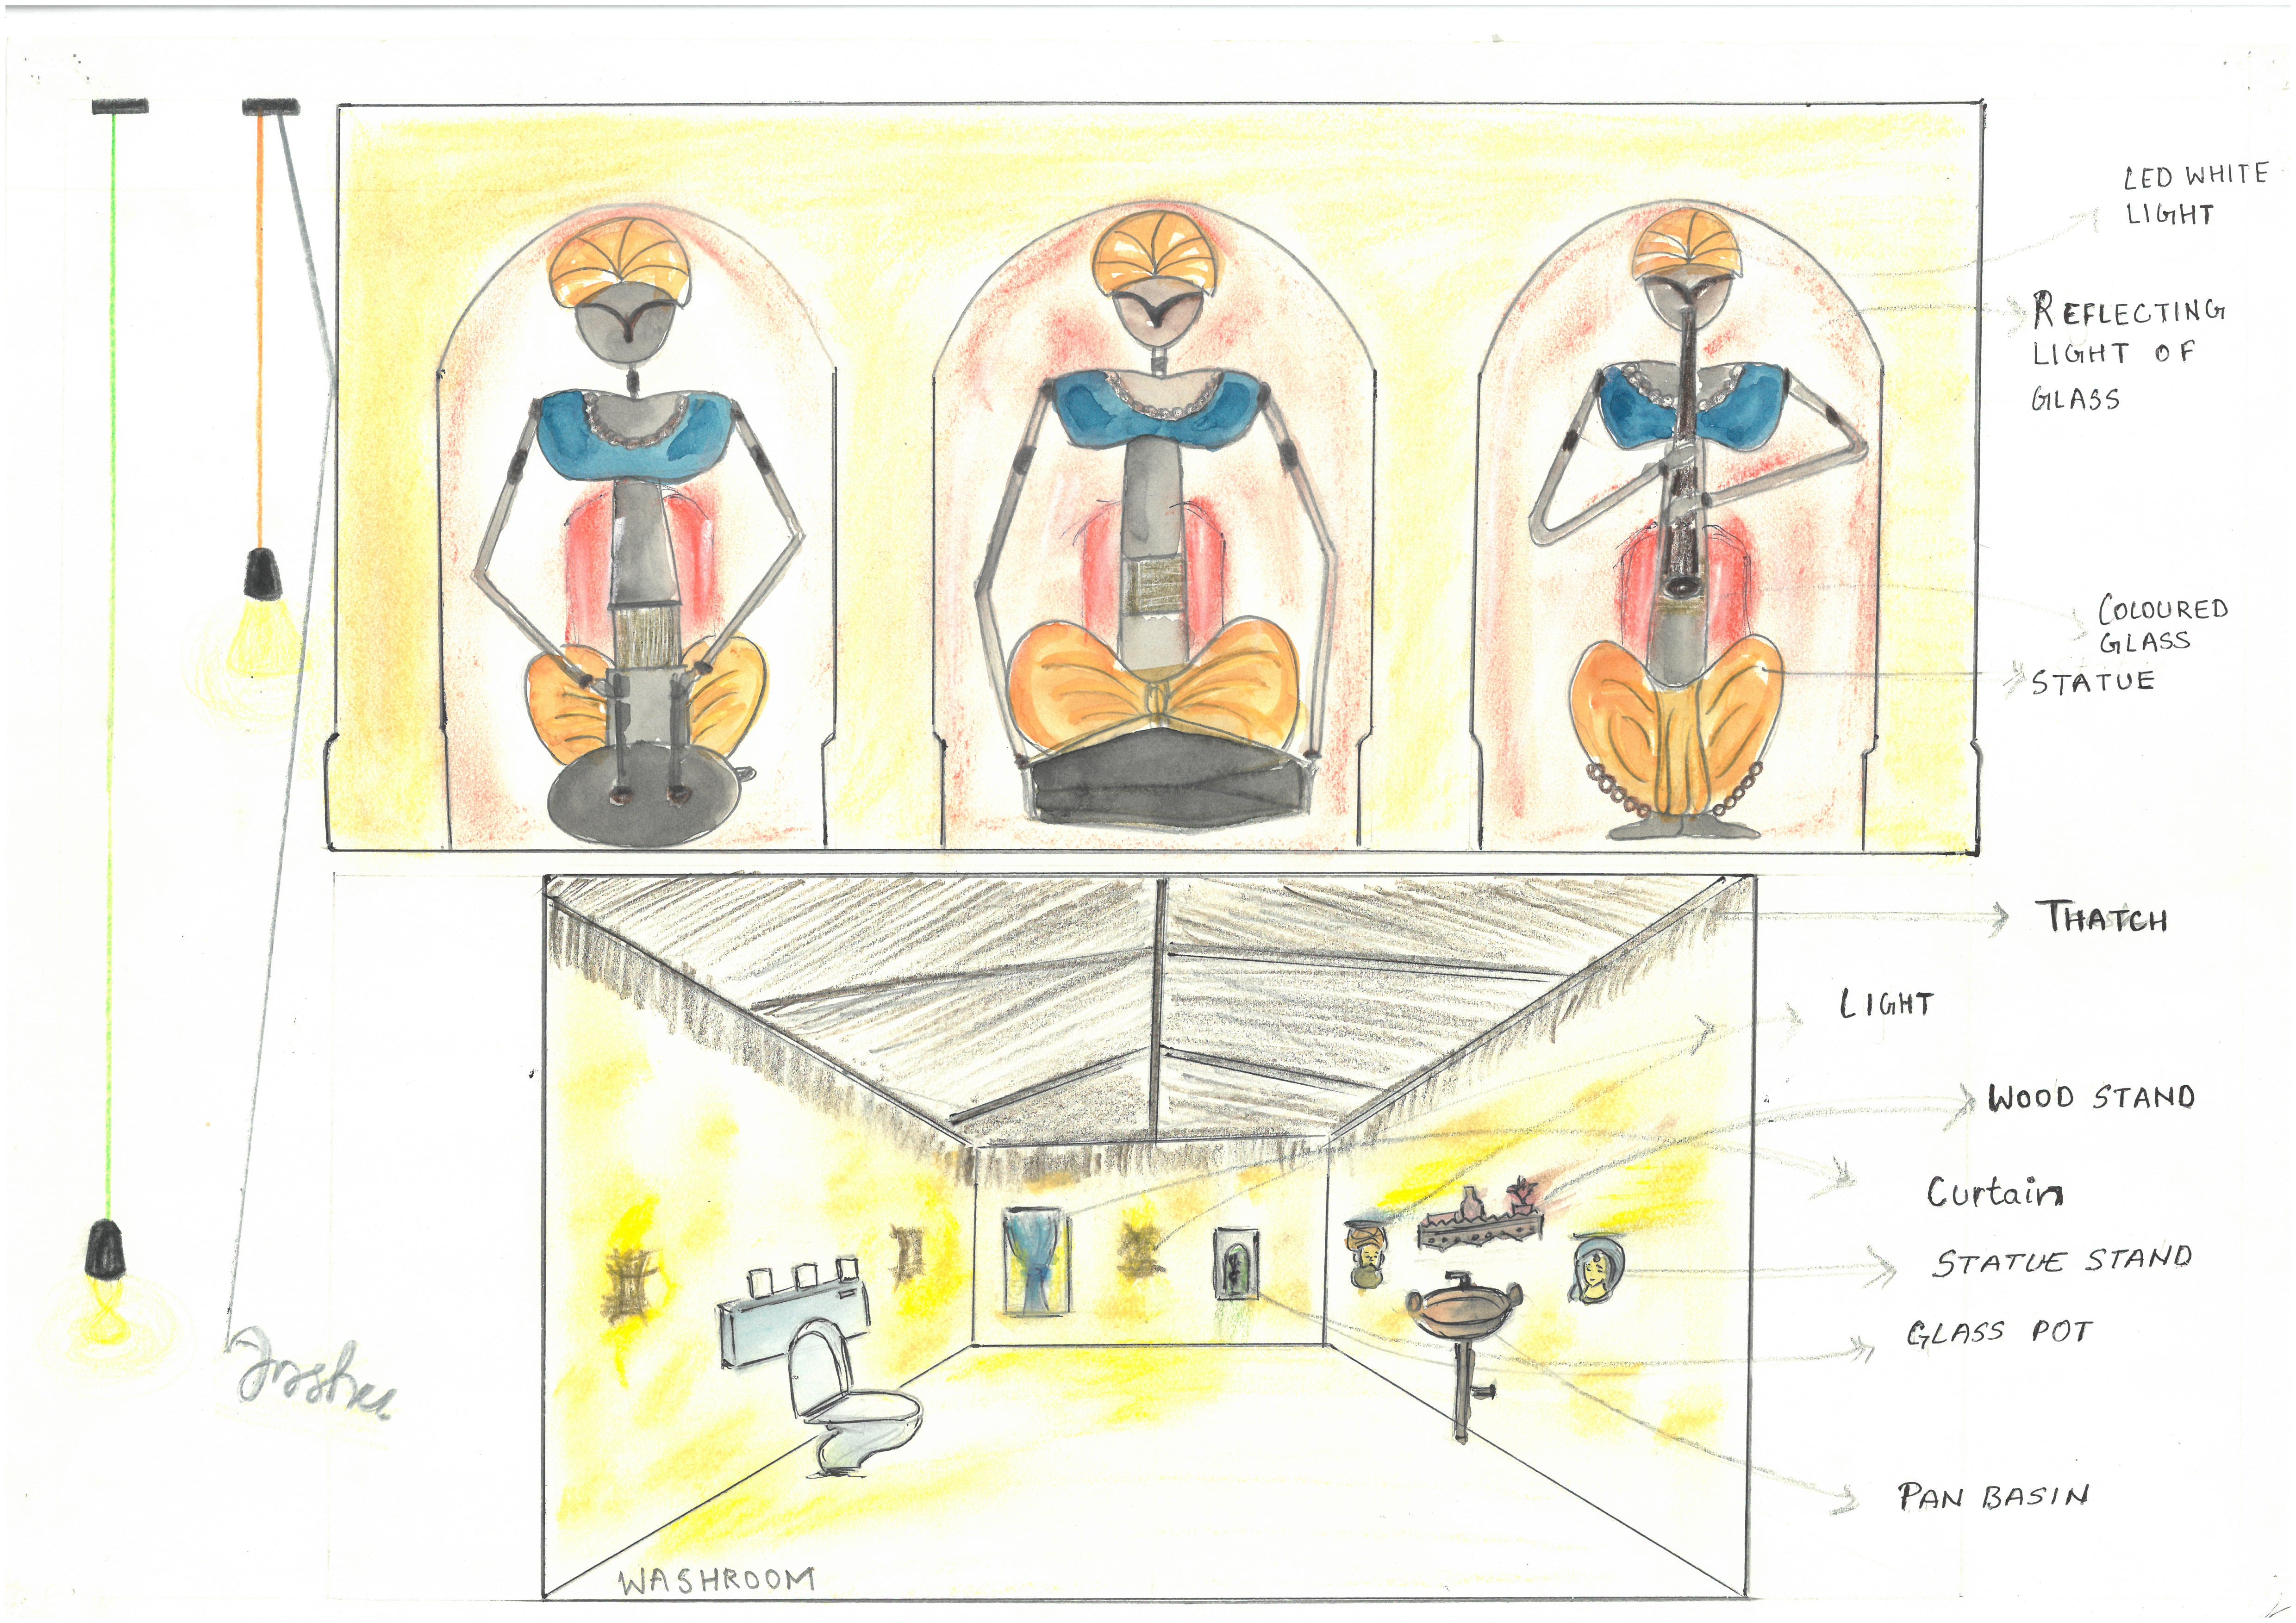 LED WHITE
LIGHT
REFLECTING
LIGHT OF
GLASS
COLOURED
GLASS
STATUE
THATCH
LIGHT
WOOD STAND
Curtain
STATUE STAND
GLASS POT
PAN BASIN
WASHROOM